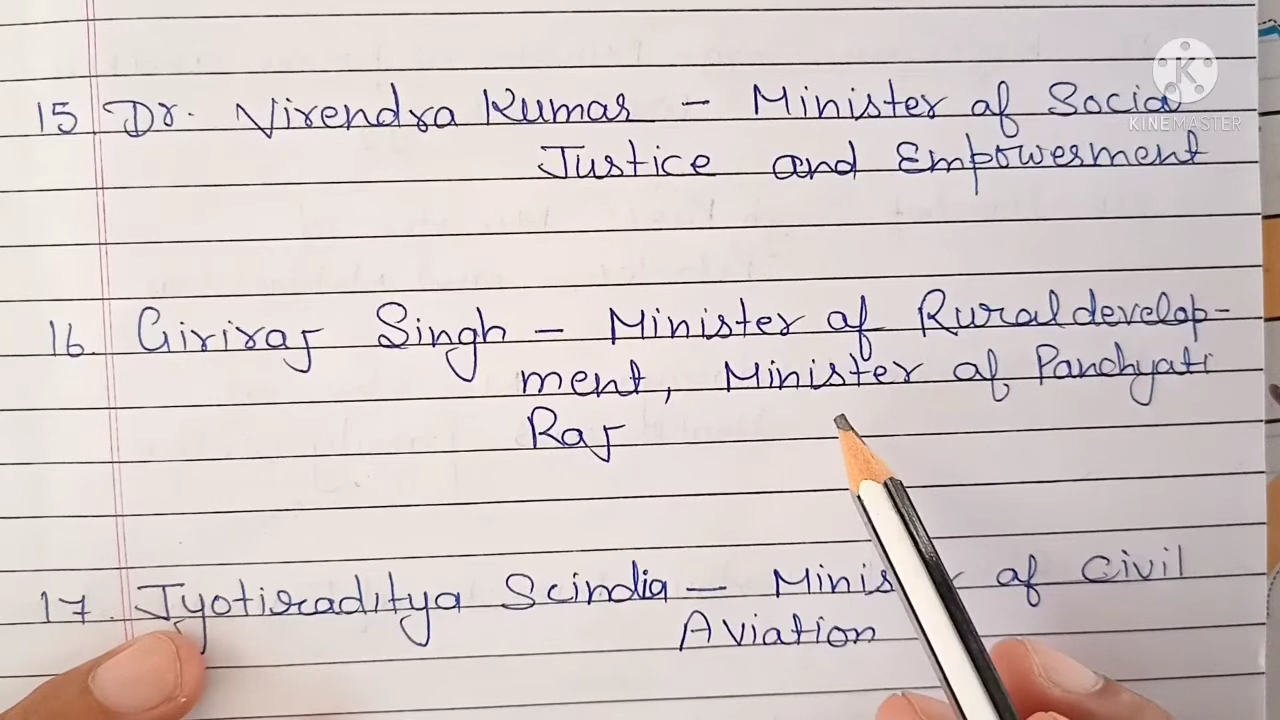 15 Dr. Virendra Kumar - Minister of Social
KINEMASTER
Justice and Empowerment
16. Giriraj Singh - Minister of Rural develop-
ment, Minister of Panchyati
Raj
17. Jyotiraditya Scindia - Minister of Civil
Aviation